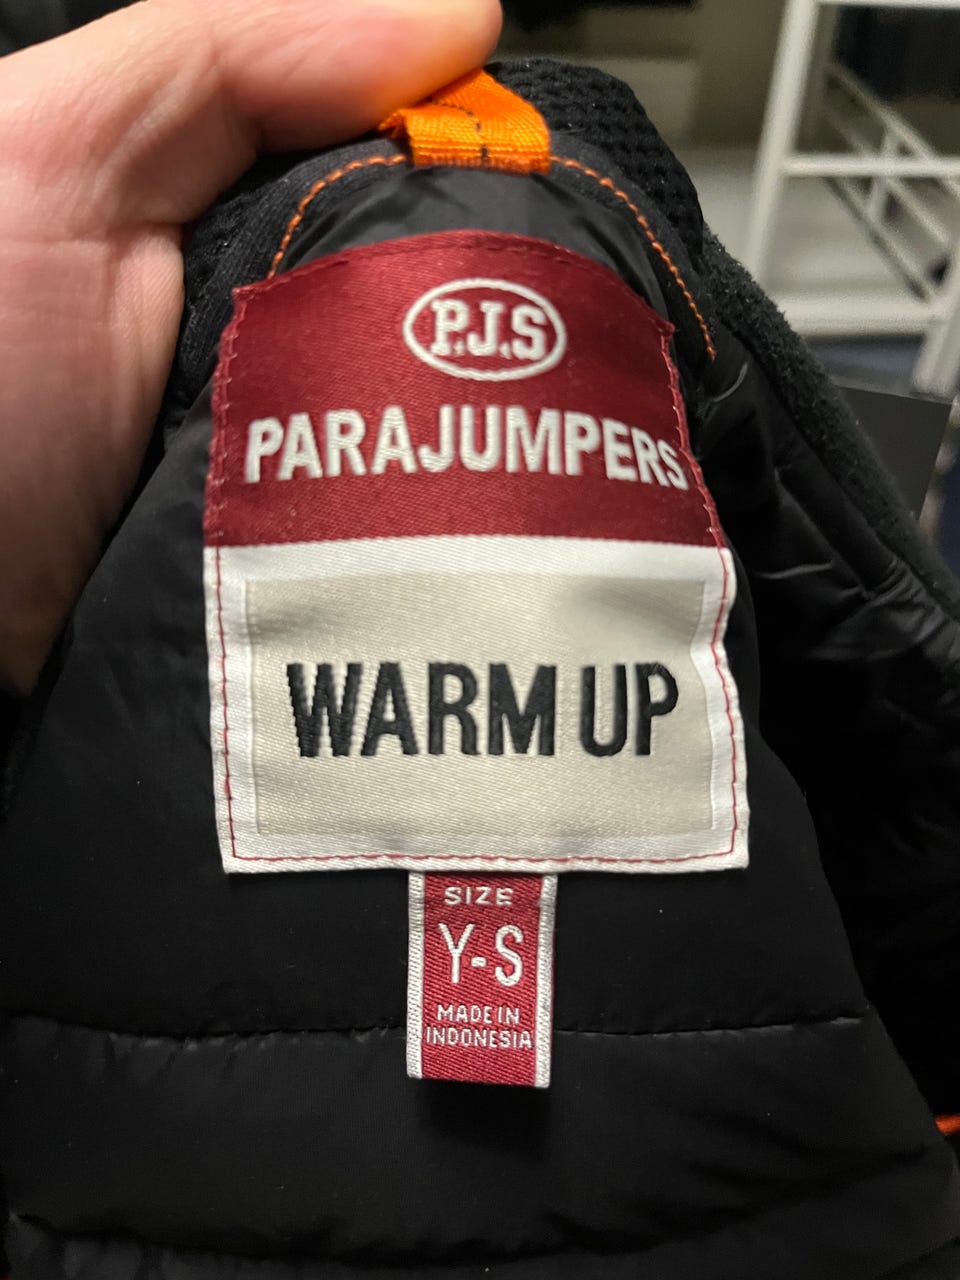 P.J.S
PARAJUMPERS
WARM UP
SIZE
Y-S
MADE IN
INDONESIA